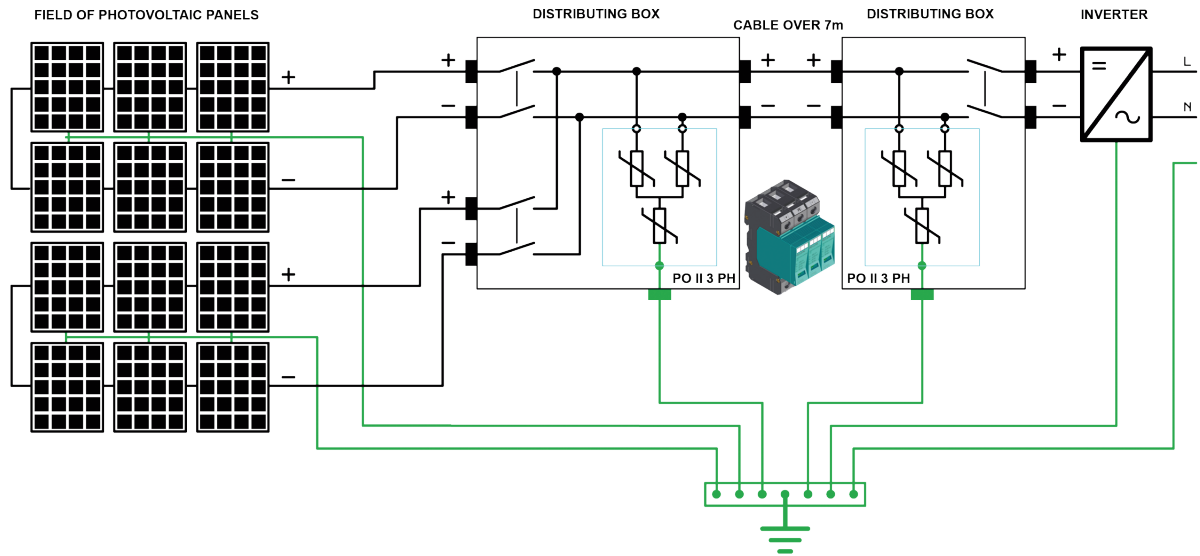 FIELD OF PHOTOVOLTAIC PANELS
DISTRIBUTING BOX
CABLE OVER 7m
DISTRIBUTING BOX
INVERTER
+
+
+
+
+
L
−
−
−
−
N
−
+
+
−
−
PO II 3 PH
PO II 3 PH